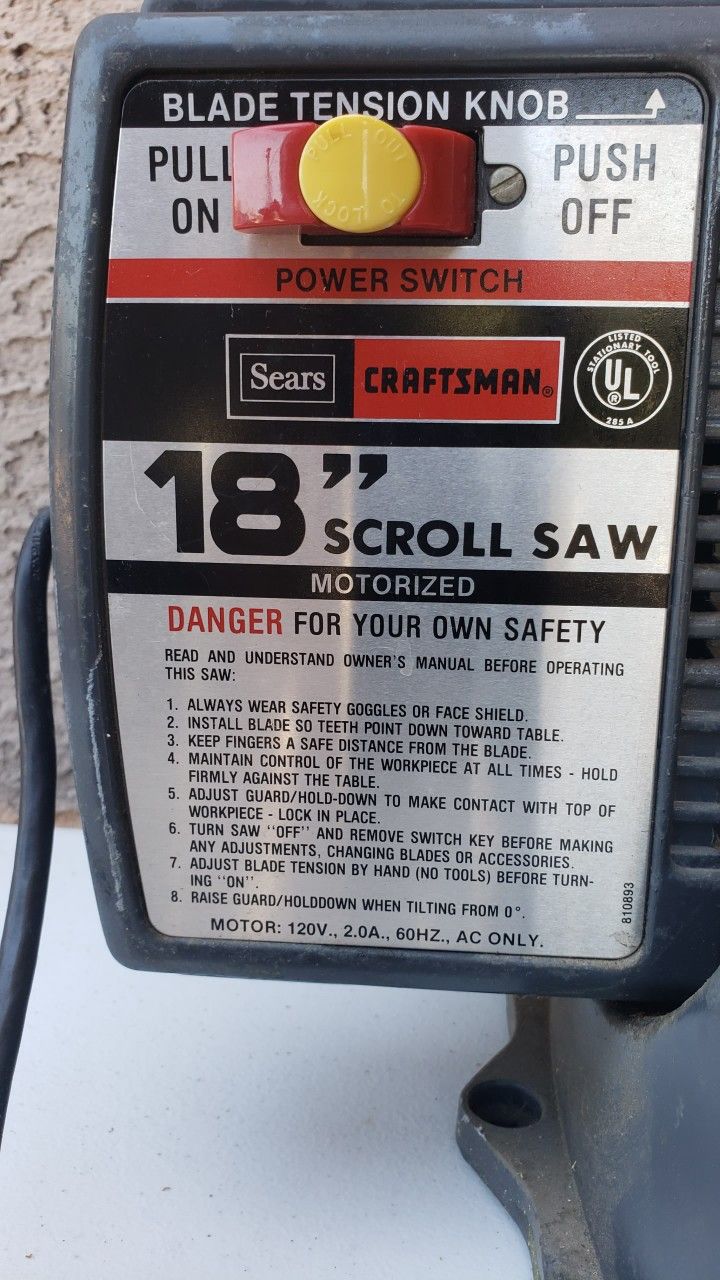 BLADE TENSION KNOB
PULL ON
PULL OUT TO LOCK
PUSH OFF
POWER SWITCH
Sears CRAFTSMAN®
LISTED
STATIONARY TOOL
UL
®
285 A
18”
SCROLL SAW
MOTORIZED
DANGER FOR YOUR OWN SAFETY
READ AND UNDERSTAND OWNER'S MANUAL BEFORE OPERATING
THIS SAW:
1. ALWAYS WEAR SAFETY GOGGLES OR FACE SHIELD.
2. INSTALL BLADE SO TEETH POINT DOWN TOWARD TABLE.
3. KEEP FINGERS A SAFE DISTANCE FROM THE BLADE.
4. MAINTAIN CONTROL OF THE WORKPIECE AT ALL TIMES - HOLD
FIRMLY AGAINST THE TABLE.
5. ADJUST GUARD/HOLD-DOWN TO MAKE CONTACT WITH TOP OF
WORKPIECE - LOCK IN PLACE.
6. TURN SAW "OFF" AND REMOVE SWITCH KEY BEFORE MAKING
ANY ADJUSTMENTS, CHANGING BLADES OR ACCESSORIES.
7. ADJUST BLADE TENSION BY HAND (NO TOOLS) BEFORE TURN-
ING "ON".
8. RAISE GUARD/HOLDDOWN WHEN TILTING FROM 0°.
810893
MOTOR: 120V., 2.0A., 60HZ., AC ONLY.